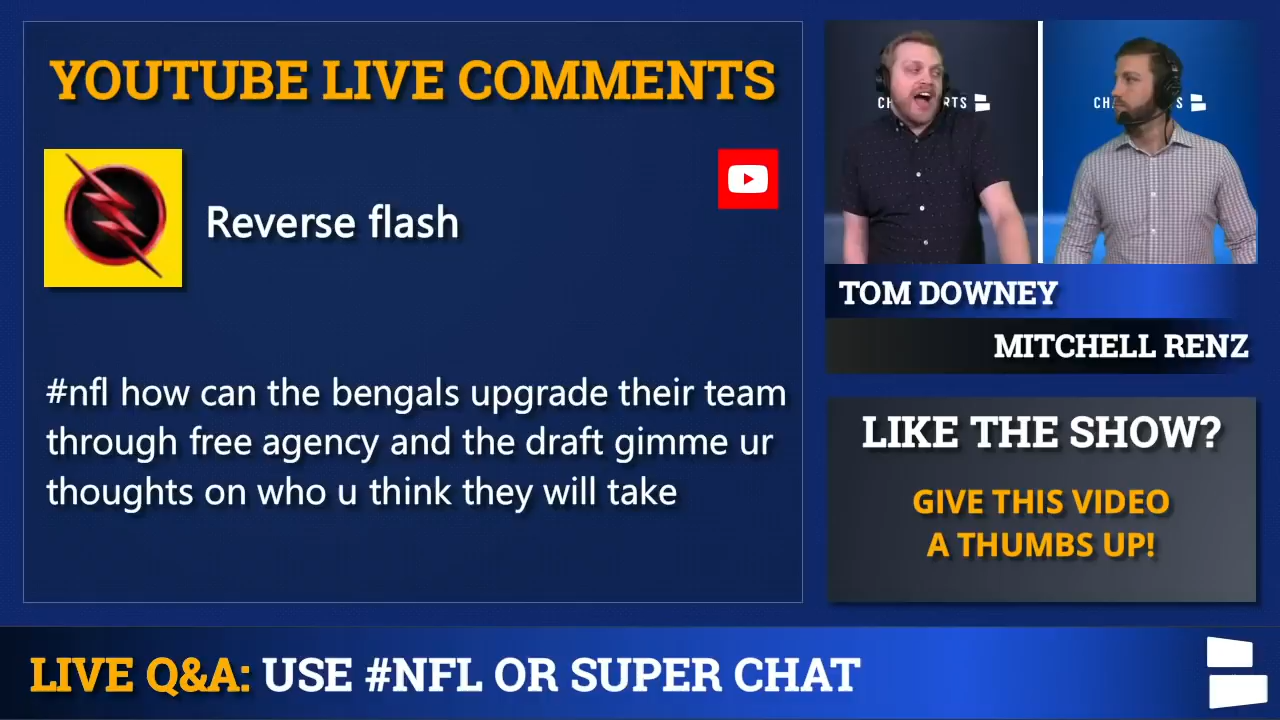 YOUTUBE LIVE COMMENTS
Reverse flash
#nfl how can the bengals upgrade their team
through free agency and the draft gimme ur
thoughts on who u think they will take
TOM DOWNEY
MITCHELL RENZ
LIKE THE SHOW?
GIVE THIS VIDEO
A THUMBS UP!
LIVE Q&A: USE #NFL OR SUPER CHAT